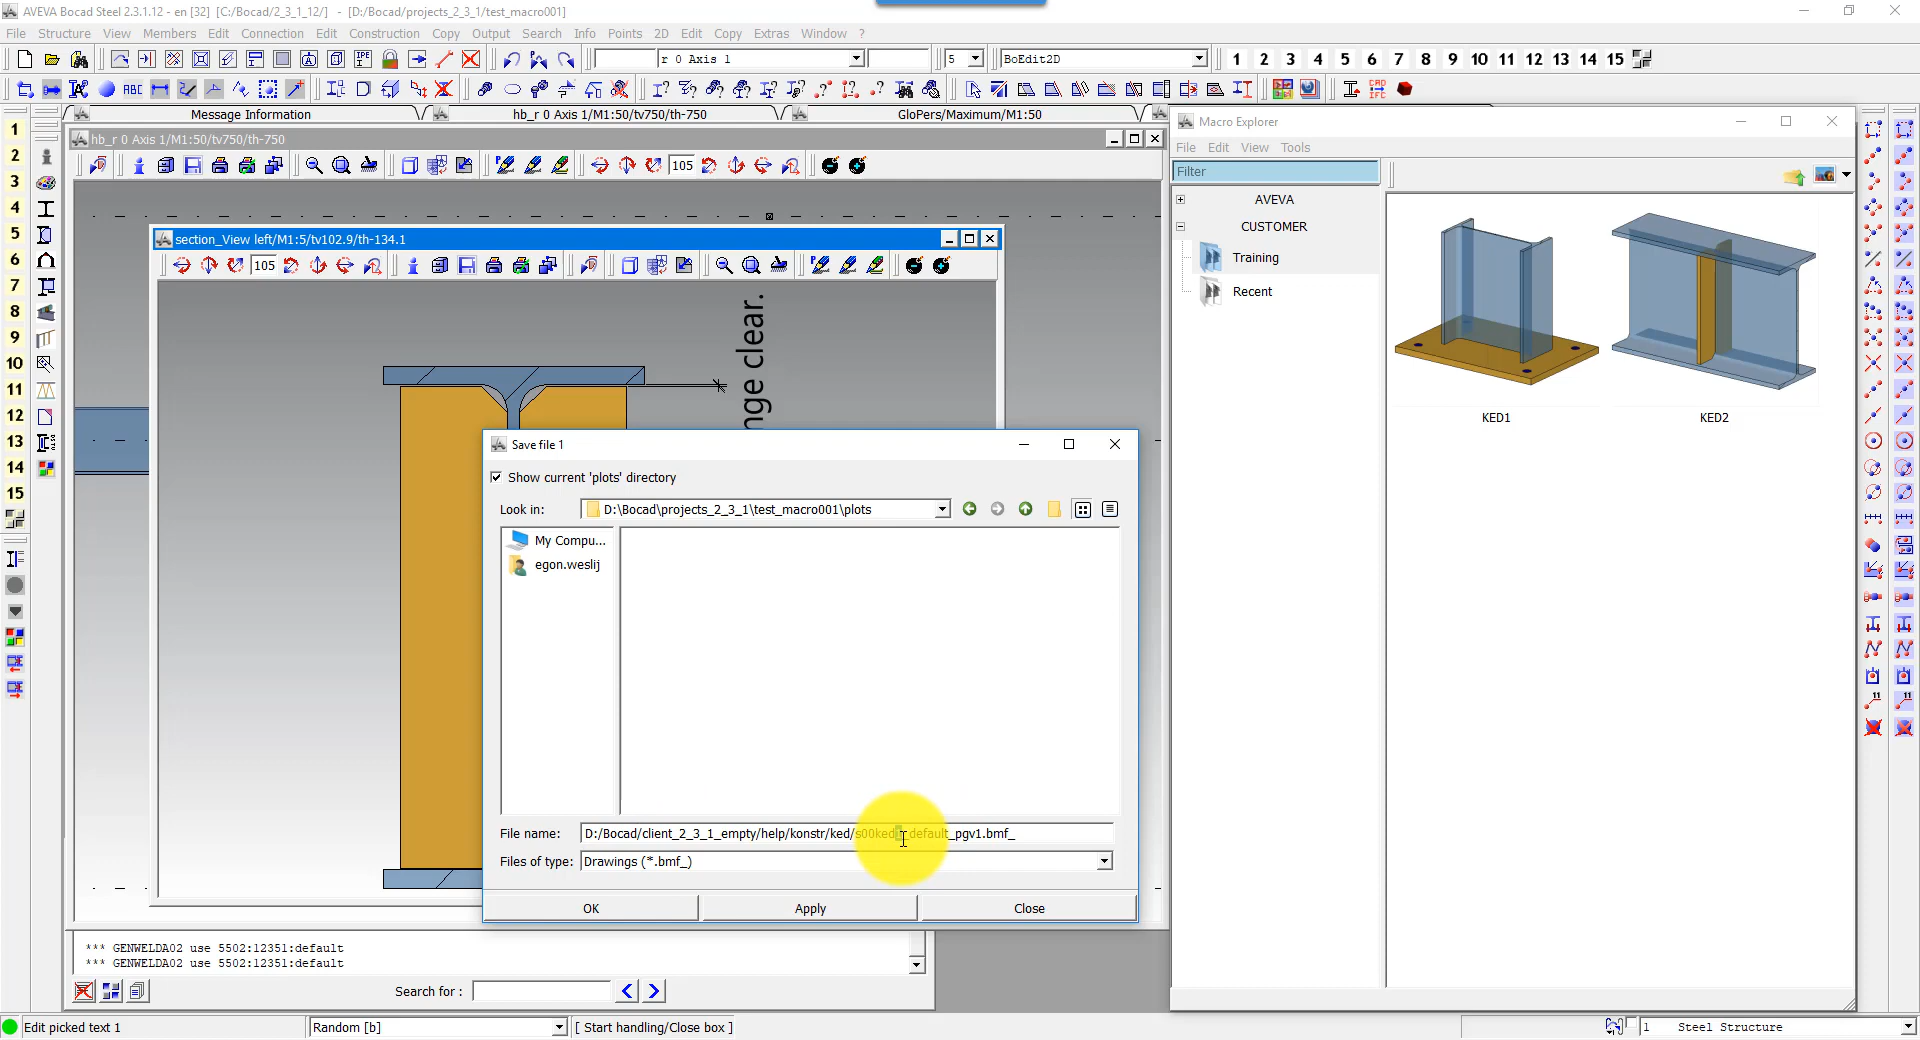 AVEVA Bocad Steel 2.3.1.12 - en [32] [C:/Bocad/2_3_1_12/] - [D:/Bocad/projects_2_3_1/test_macro001]
File Structure View Members Edit Connection Edit Construction Copy Output Search Info Points 2D Edit Copy Extras Window ?
r 0 Axis 1
5
BoEdit2D
1 2 3 4 5 6 7 8 9 10 11 12 13 14 15
ABC
Message Information
hb_r 0 Axis 1/M1:50/tv750/th-750
GloPers/Maximum/M1:50
hb_r 0 Axis 1/M1:50/tv750/th-750
105
section_View left/M1:5/tv102.9/th-134.1
105
nge clear.
1
2
3
4
5
6
7
8
9
10
11
12
13
14
15
Macro Explorer
File Edit View Tools
Filter
AVEVA
CUSTOMER
Training
Recent
KED1
KED2
Save file 1
Show current 'plots' directory
Look in:
D:\Bocad\projects_2_3_1\test_macro001\plots
My Compu...
egon.weslij
File name:
D:/Bocad/client_2_3_1_empty/help/konstr/ked/s00ked
default_pgv1.bmf_
Files of type:
Drawings (*.bmf_)
OK
Apply
Close
*** GENWELDA02 use 5502:12351:default
*** GENWELDA02 use 5502:12351:default
Search for :
Edit picked text 1
Random [b]
[ Start handling/Close box ]
1 Steel Structure